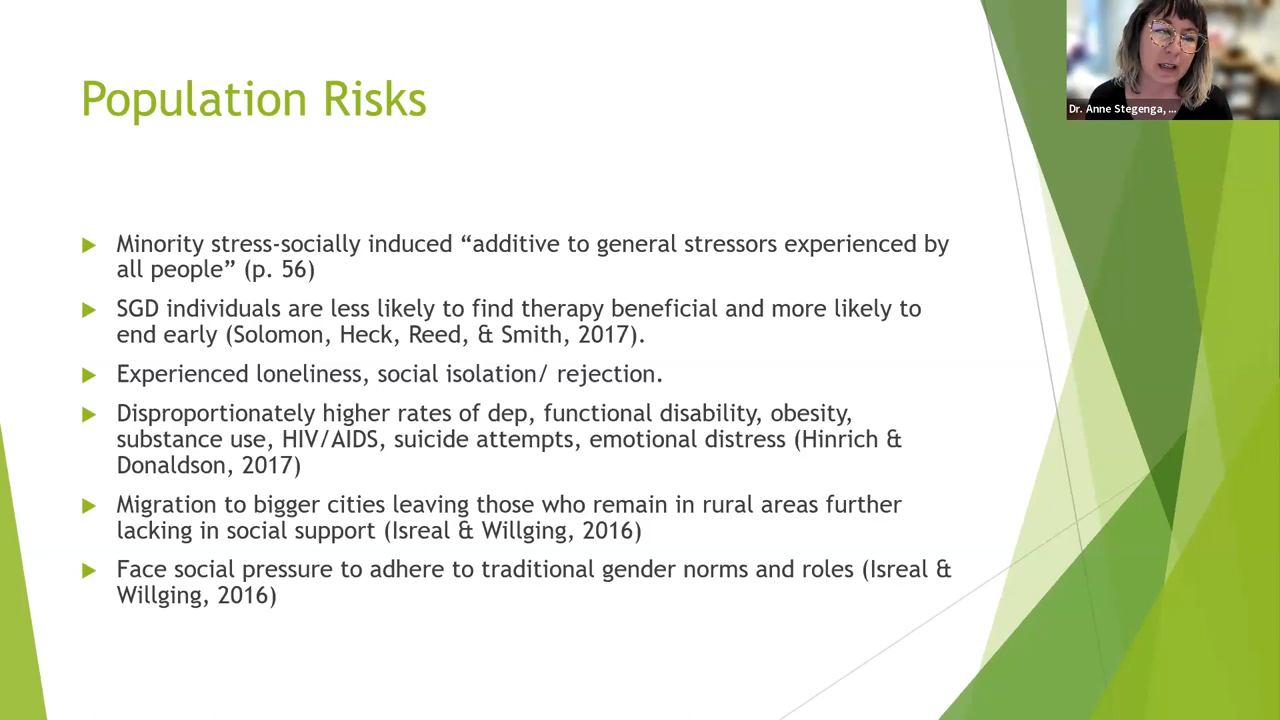 Population Risks
Minority stress-socially induced “additive to general stressors experienced by
all people” (p. 56)
SGD individuals are less likely to find therapy beneficial and more likely to
end early (Solomon, Heck, Reed, & Smith, 2017).
Experienced loneliness, social isolation/ rejection.
Disproportionately higher rates of dep, functional disability, obesity,
substance use, HIV/AIDS, suicide attempts, emotional distress (Hinrich &
Donaldson, 2017)
Migration to bigger cities leaving those who remain in rural areas further
lacking in social support (Isreal & Willging, 2016)
Face social pressure to adhere to traditional gender norms and roles (Isreal &
Willging, 2016)
Dr. Anne Stegenga, ...